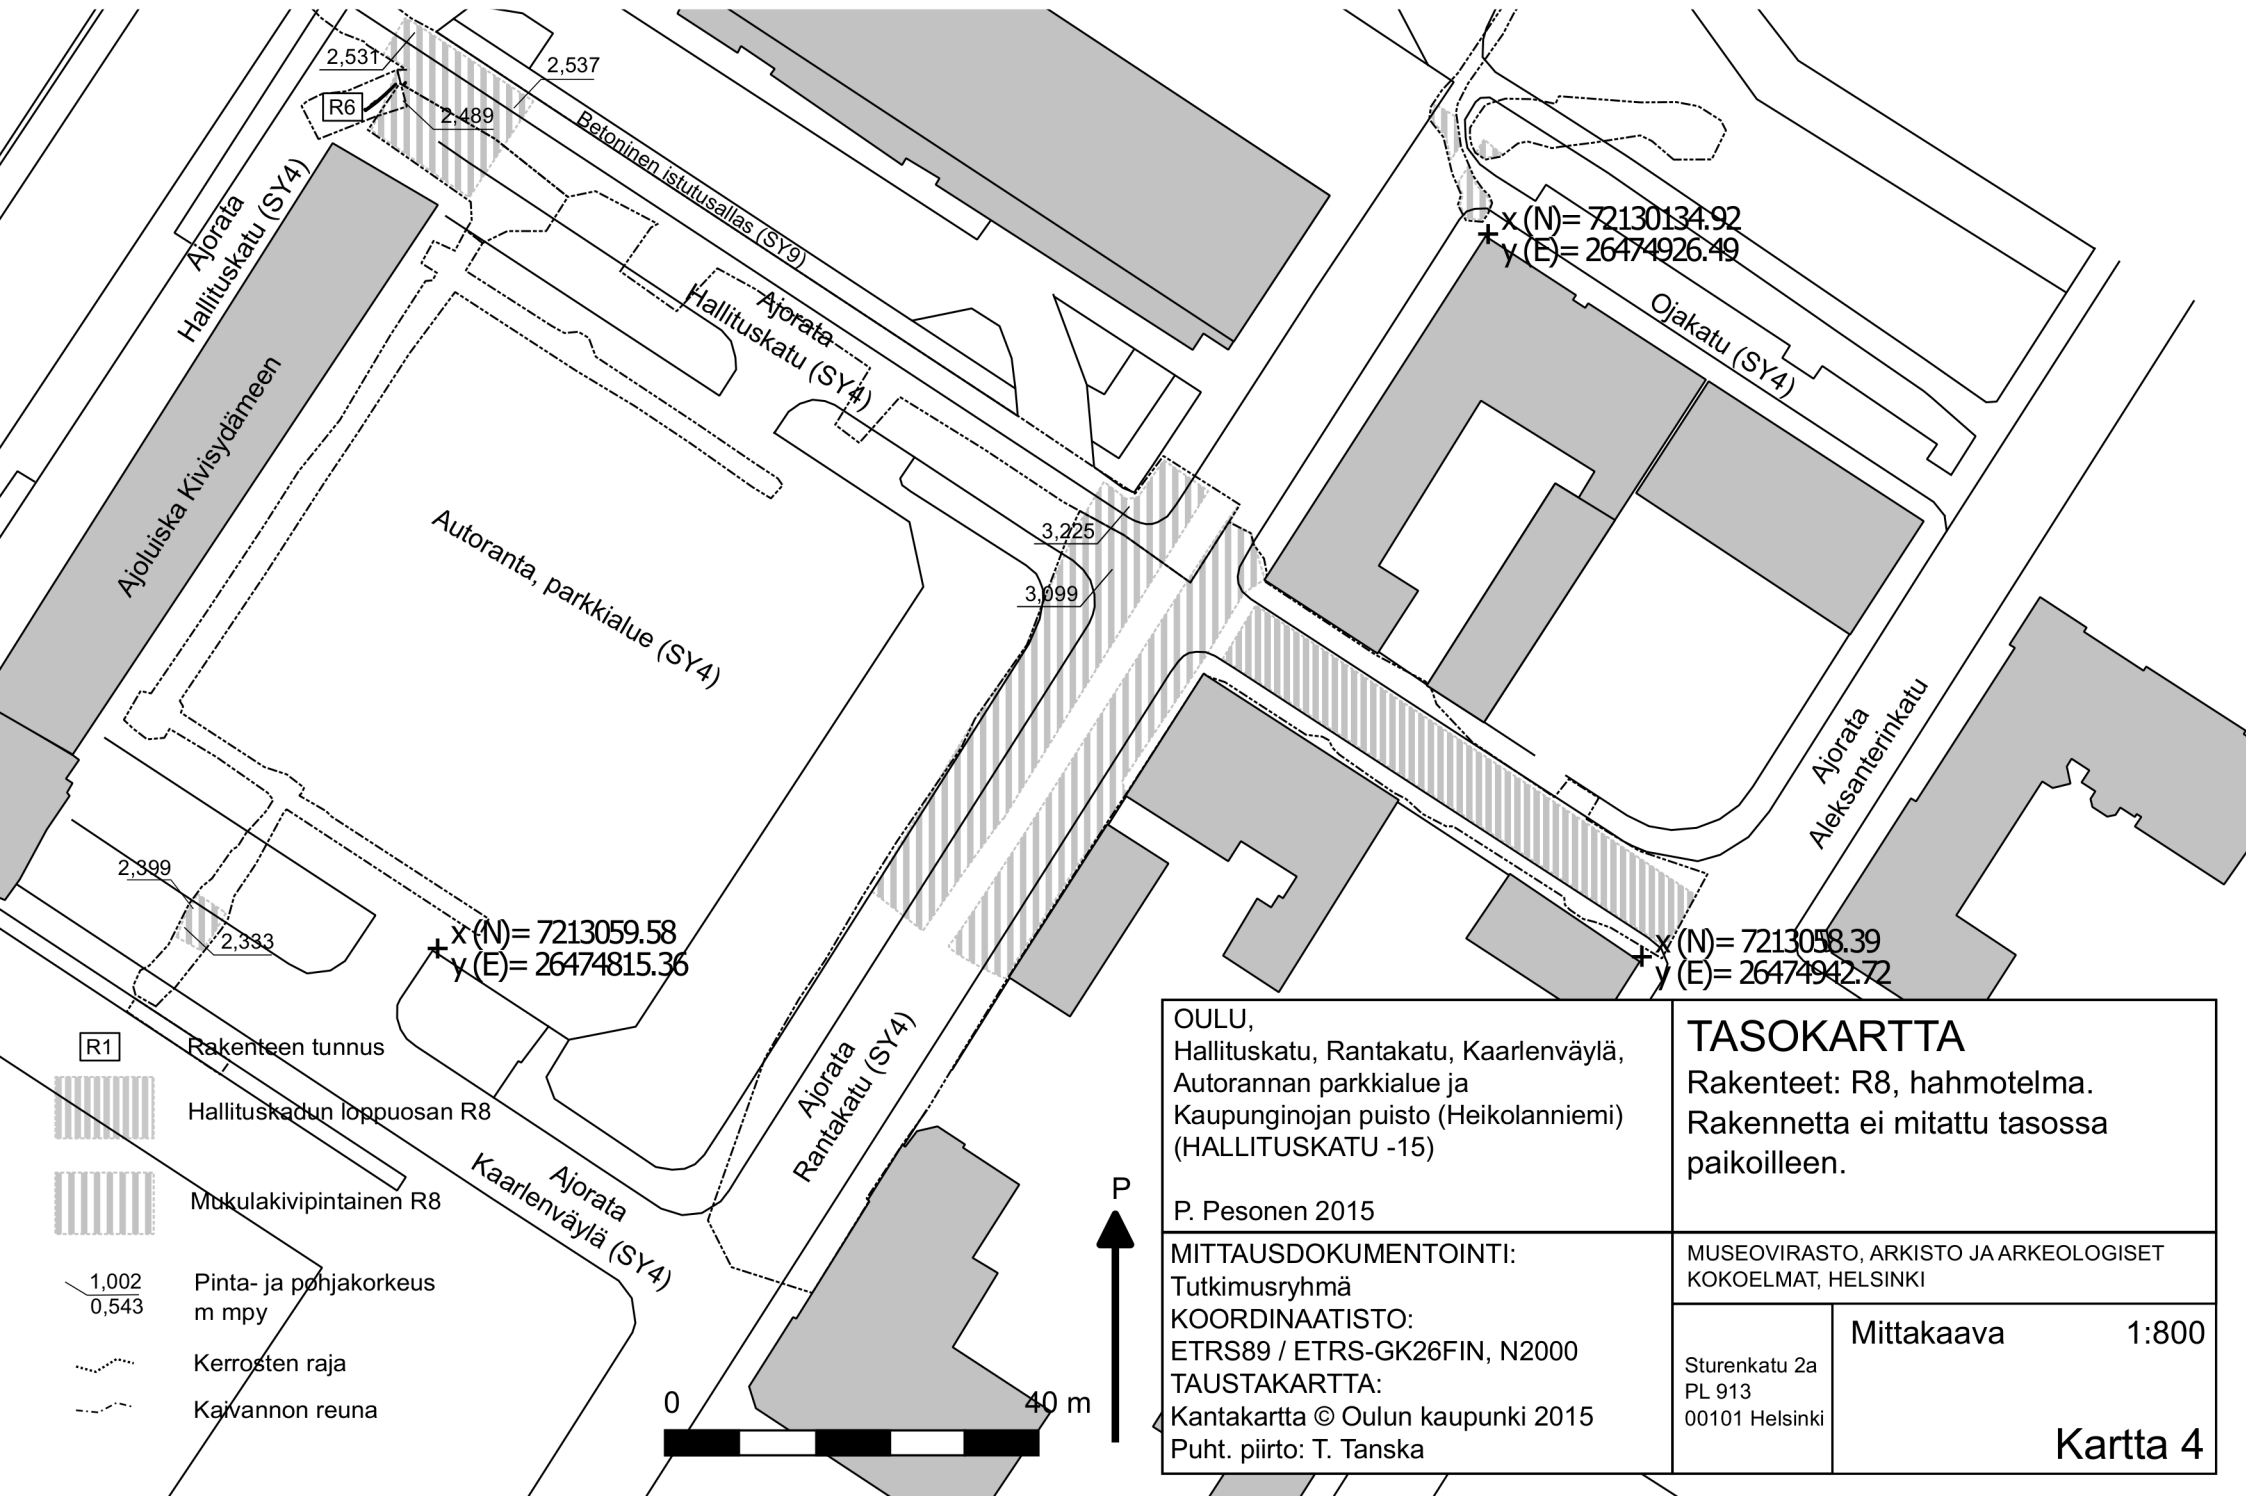 2,531
2,537
R6
2,489
Betoninen istutusallas (SY9)
Ajorata
Hallituskatu (SY4)
Ajorata
Hallituskatu (SY4)
x (N)= 72130134.92
y (E)= 26474926.49
Ojakatu (SY4)
Ajoluiska Kivisydämeen
Autoranta, parkkialue (SY4)
3,225
3,099
Ajorata
Aleksanterinkatu
2,399
2,333
x (N)= 7213059.58
y (E)= 26474815.36
x (N)= 7213058.39
y (E)= 26474942.72
Ajorata
Rantakatu (SY4)
Ajorata
Kaarlenväylä (SY4)
R1 Rakenteen tunnus
Hallituskadun loppuosan R8
Mukulakivipintainen R8
1,002
0,543
Pinta- ja pohjakorkeus
m mpy
Kerrosten raja
Kaivannon reuna
0 40 m
P
OULU,
Hallituskatu, Rantakatu, Kaarlenväylä,
Autorannan parkkialue ja
Kaupunginojan puisto (Heikolanniemi)
(HALLITUSKATU -15)
P. Pesonen 2015
TASOKARTTA
Rakenteet: R8, hahmotelma.
Rakennetta ei mitattu tasossa
paikoilleen.
MITTAUSDOKUMENTOINTI:
Tutkimusryhmä
KOORDINAATISTO:
ETRS89 / ETRS-GK26FIN, N2000
TAUSTAKARTTA:
Kantakartta © Oulun kaupunki 2015
Puht. piirto: T. Tanska
MUSEOVIRASTO, ARKISTO JA ARKEOLOGISET
KOKOELMAT, HELSINKI
Sturenkatu 2a
PL 913
00101 Helsinki
Mittakaava 1:800
Kartta 4